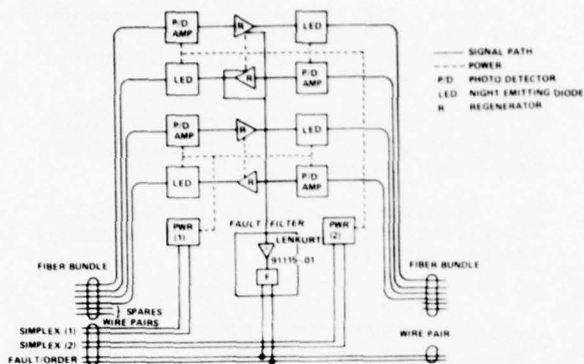 P/D AMP
R
LED
SIGNAL PATH
POWER
P/D PHOTO DETECTOR
LED NIGHT EMITTING DIODE
R REGENERATOR
LED
R
P/D AMP
P/D AMP
R
LED
LED
R
P/D AMP
PWR (1)
FAULT FILTER
LENKURT
91115-01
F
PWR (2)
FIBER BUNDLE
FIBER BUNDLE
SPARES
WIRE PAIRS
SIMPLEX (1)
SIMPLEX (2)
FAULT/ORDER
WIRE PAIR